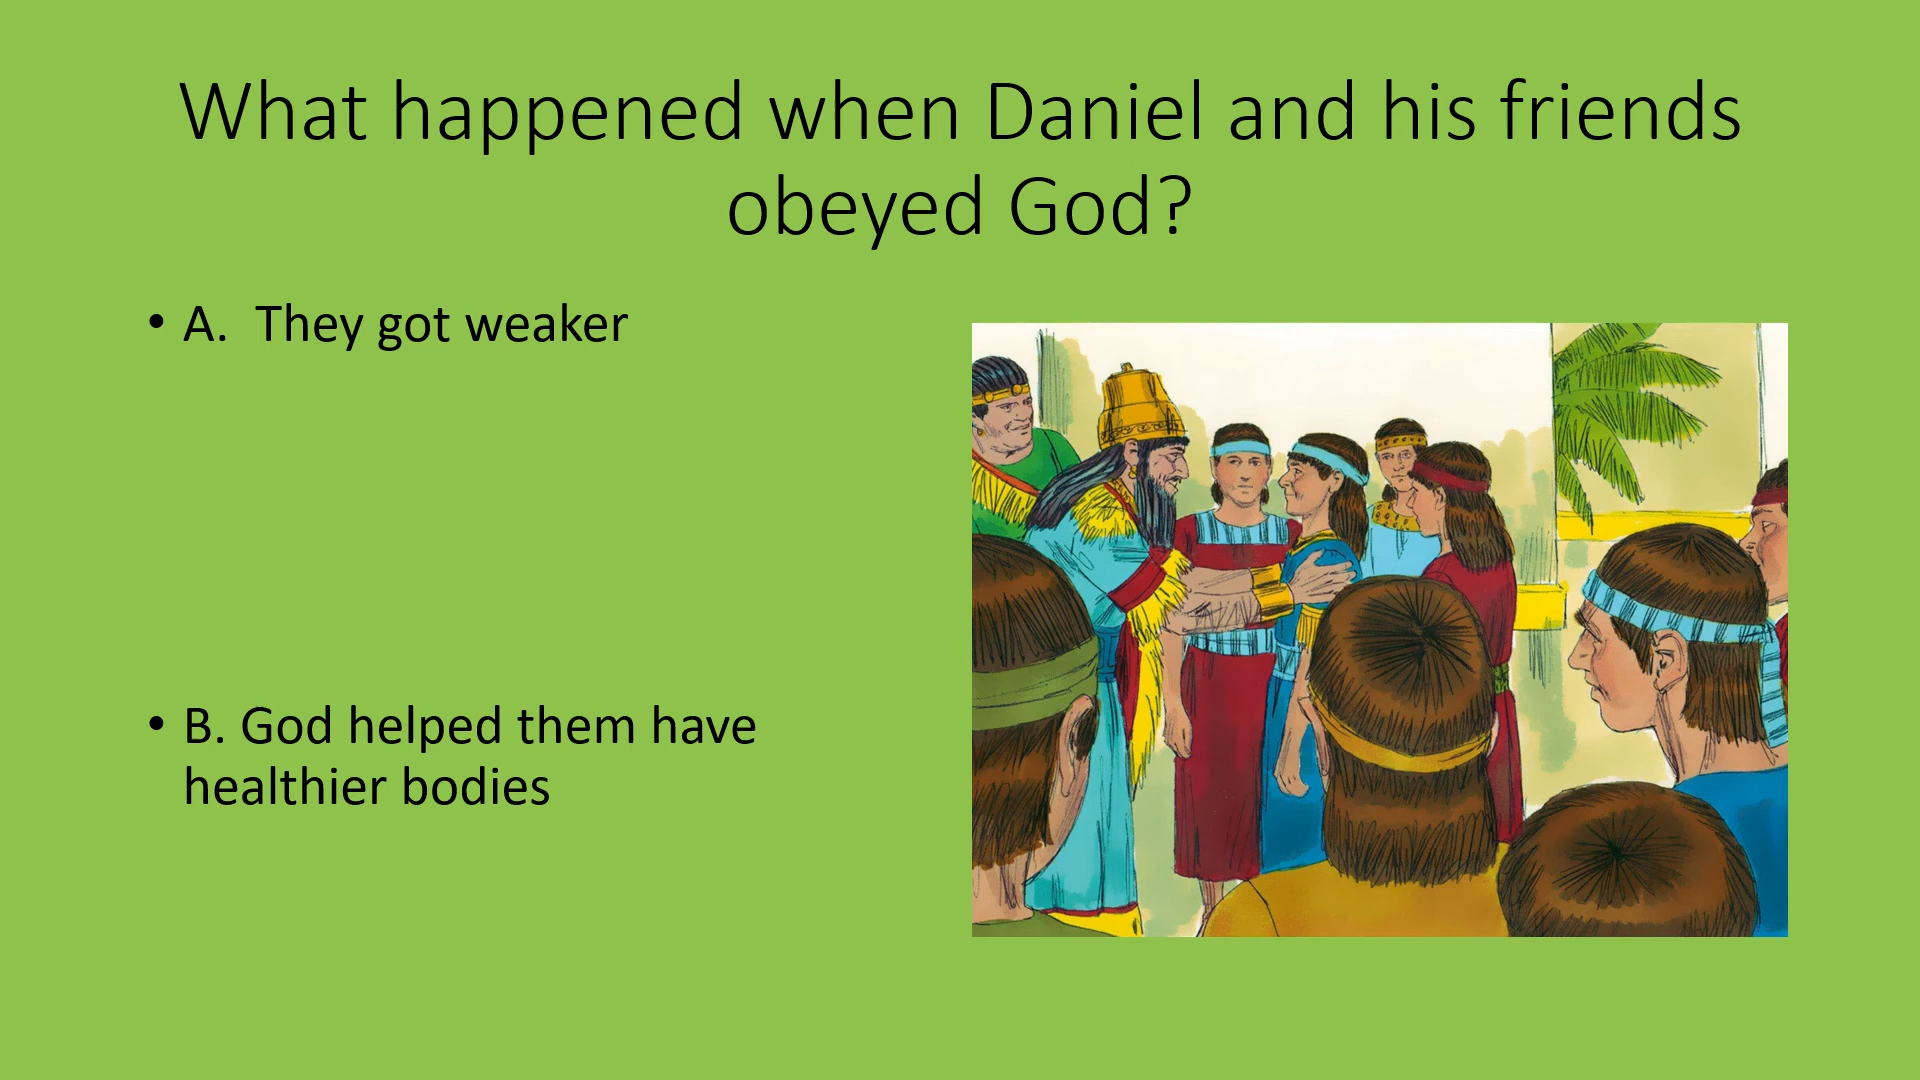 What happened when Daniel and his friends
obeyed God?
• A.  They got weaker
• B. God helped them have
healthier bodies